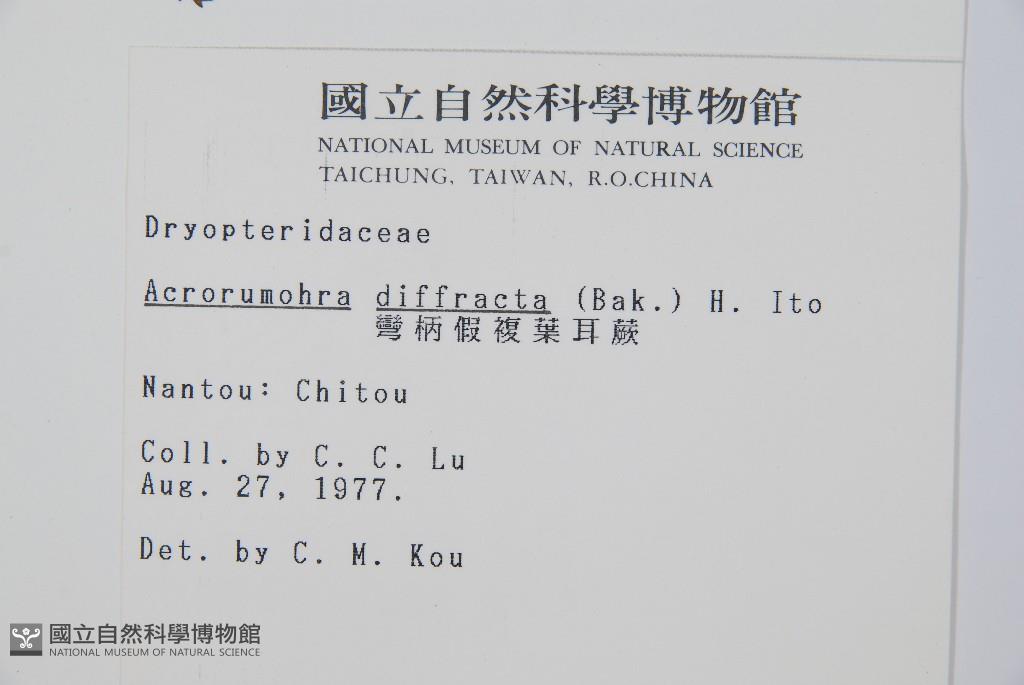 國立自然科學博物館
NATIONAL MUSEUM OF NATURAL SCIENCE
TAICHUNG, TAIWAN, R.O.CHINA
Dryopteridaceae
Acrorumohra diffracta (Bak.) H. Ito
彎柄假複葉耳蕨
Nantou: Chitou
Coll. by C. C. Lu
Aug. 27, 1977.
Det. by C. M. Kou
國立自然科學博物館
NATIONAL MUSEUM OF NATURAL SCIENCE